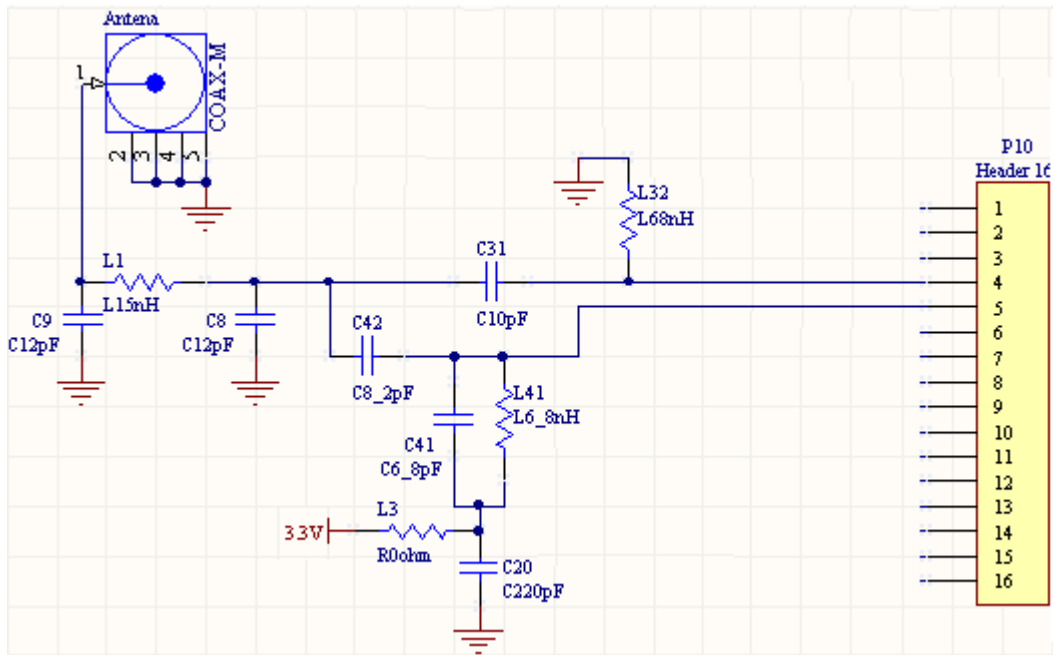 Antena
1
COAX-M
2
3
4
5
P10
Header 16
L32
L68nH
C31
C10pF
L1
L15nH
C9
C12pF
C8
C12pF
C42
C8_2pF
L41
L6_8nH
C41
C6_8pF
L3
3.3V
R0ohm
C20
C220pF
1
2
3
4
5
6
7
8
9
10
11
12
13
14
15
16